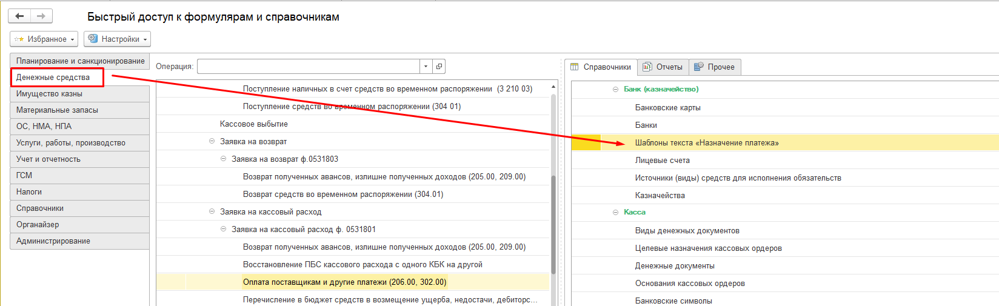 Быстрый доступ к формулярам и справочникам
Избранное
Настройки
Планирование и санкционирование
Денежные средства
Имущество казны
Материальные запасы
ОС, НМА, НПА
Услуги, работы, производство
Учет и отчетность
ГСМ
Налоги
Справочники
Органайзер
Администрирование
Операция:
Поступление наличных в счет средств во временном распоряжении (3 210 03)
Поступление средств во временном распоряжении (304 01)
Кассовое выбытие
Заявка на возврат
Заявка на возврат ф.0531803
Возврат полученных авансов, излишне полученных доходов (205.00, 209.00)
Возврат средств во временном распоряжении (304.01)
Заявка на кассовый расход
Заявка на кассовый расход ф. 0531801
Возврат полученных авансов, излишне полученных доходов (205.00, 209.00)
Восстановление ПБС кассового расхода с одного КБК на другой
Оплата поставщикам и другие платежи (206.00, 302.00)
Перечисление в бюджет средств в возмещение ущерба, недостачи, дебиторс...
Справочники
Отчеты
Прочее
Банк (казначейство)
Банковские карты
Банки
Шаблоны текста «Назначение платежа»
Лицевые счета
Источники (виды) средств для исполнения обязательств
Казначейства
Касса
Виды денежных документов
Целевые назначения кассовых ордеров
Денежные документы
Основания кассовых ордеров
Банковские символы